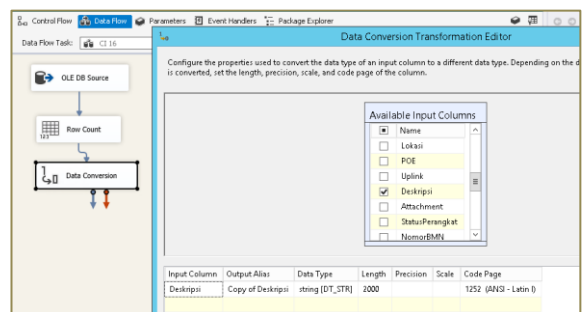 Control Flow Data Flow Parameters Event Handlers Package Explorer
Data Flow Task: CI 16
OLE DB Source
Row Count
123
Data Conversion
Data Conversion Transformation Editor
Configure the properties used to convert the data type of an input column to a different data type. Depending on the d
is converted, set the length, precision, scale, and code page of the column.
Available Input Columns
Name
Lokasi
POE
Uplink
Deskripsi
Attachment
StatusPerangkat
NomorBMN
Input Column Output Alias Data Type Length Precision Scale Code Page
Deskripsi Copy of Deskripsi string [DT_STR] 2000 1252 (ANSI - Latin I)